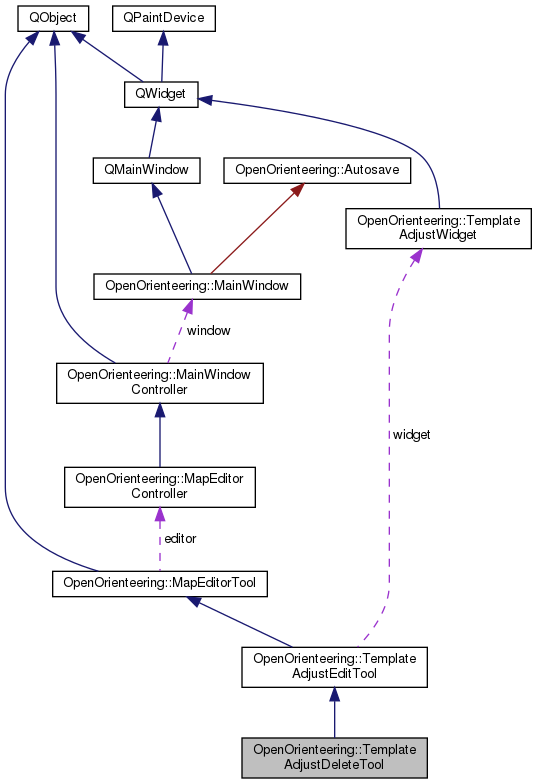 QObject
QPaintDevice
QWidget
QMainWindow
OpenOrienteering::Autosave
OpenOrienteering::Template
AdjustWidget
OpenOrienteering::MainWindow
window
OpenOrienteering::MainWindow
Controller
widget
OpenOrienteering::MapEditor
Controller
editor
OpenOrienteering::MapEditorTool
OpenOrienteering::Template
AdjustEditTool
OpenOrienteering::Template
AdjustDeleteTool